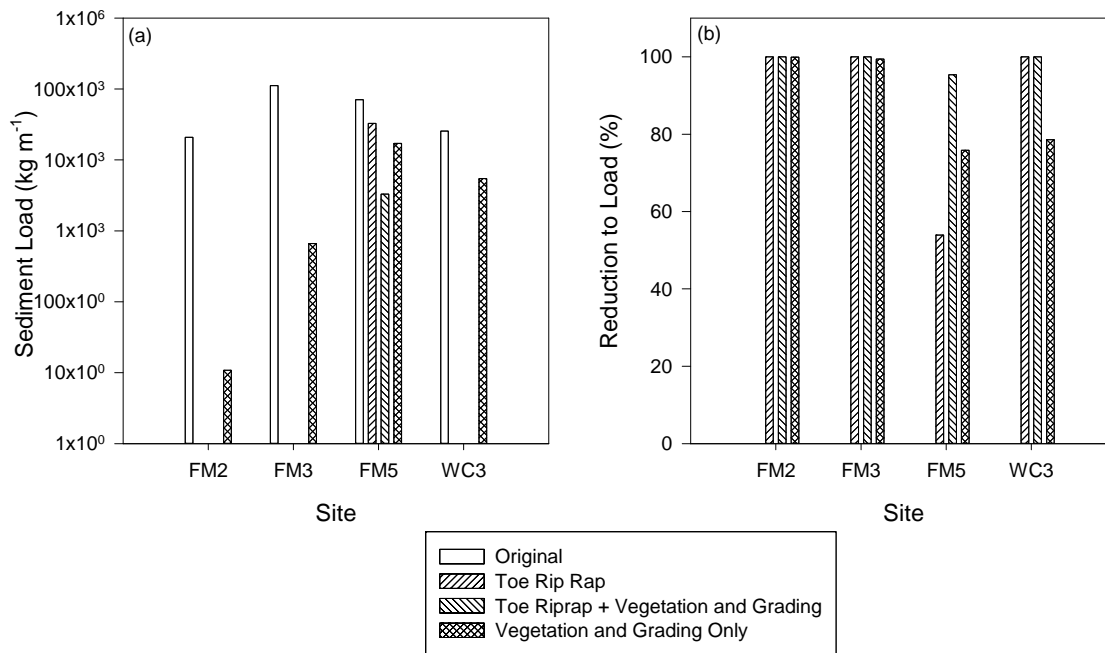 (a)
Sediment Load (kg m⁻¹)
1x10⁶
100x10³
10x10³
1x10³
100x10⁰
10x10⁰
1x10⁰
FM2 FM3 FM5 WC3
Site
(b)
Reduction to Load (%)
100
80
60
40
20
0
FM2 FM3 FM5 WC3
Site
Original
Toe Rip Rap
Toe Riprap + Vegetation and Grading
Vegetation and Grading Only